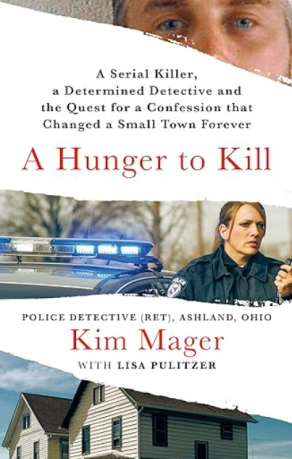 A Serial Killer,
a Determined Detective and
the Quest for a Confession that
Changed a Small Town Forever
A Hunger to Kill
POLICE DETECTIVE (RET), ASHLAND, OHIO
Kim Mager
WITH LISA PULITZER